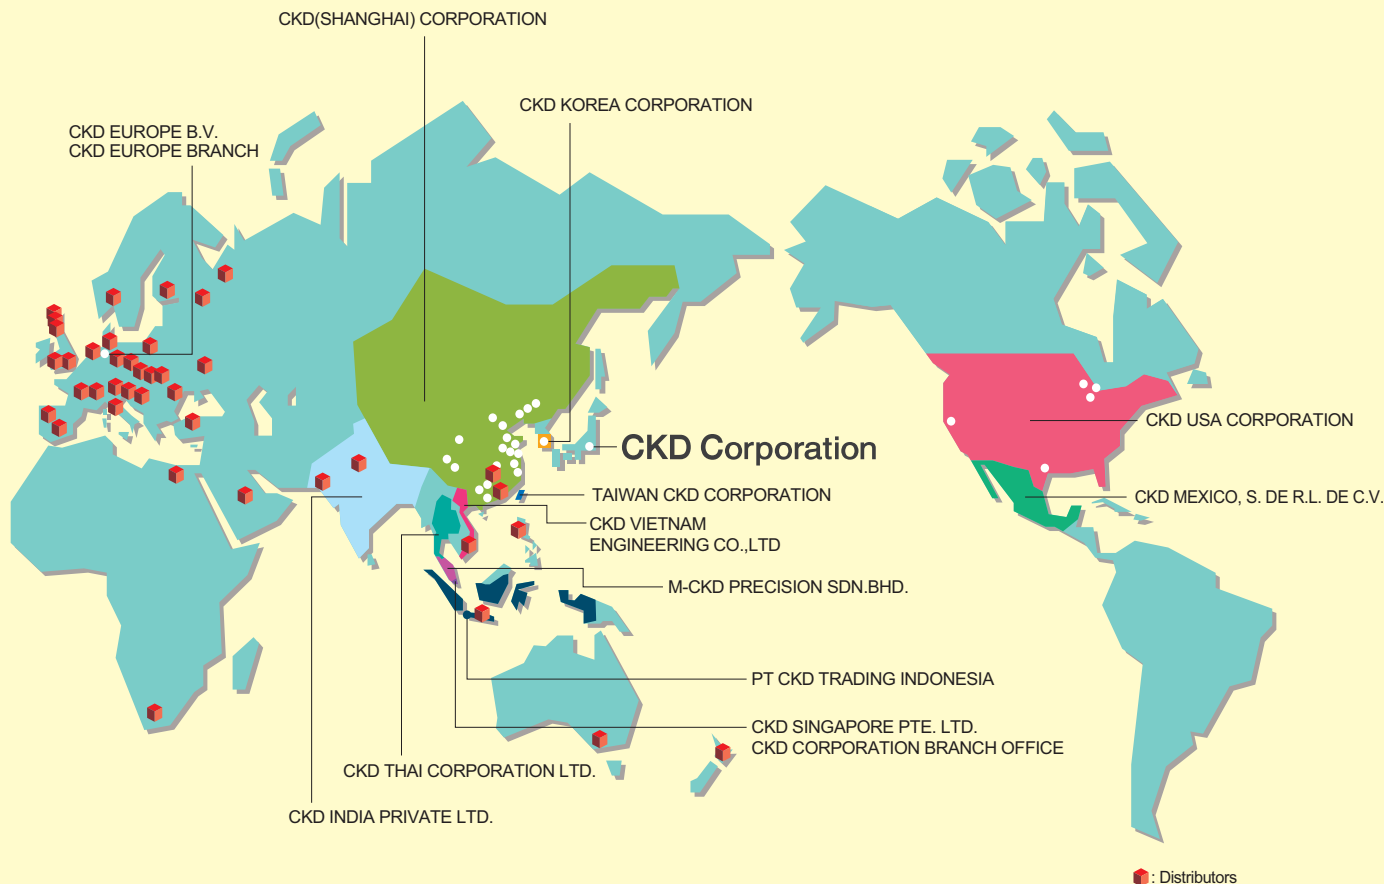 CKD(SHANGHAI) CORPORATION
CKD KOREA CORPORATION
CKD EUROPE B.V.
CKD EUROPE BRANCH
CKD USA CORPORATION
CKD Corporation
TAIWAN CKD CORPORATION
CKD MEXICO, S. DE R.L. DE C.V.
CKD VIETNAM
ENGINEERING CO.,LTD
M-CKD PRECISION SDN.BHD.
PT CKD TRADING INDONESIA
CKD SINGAPORE PTE. LTD.
CKD CORPORATION BRANCH OFFICE
CKD THAI CORPORATION LTD.
CKD INDIA PRIVATE LTD.
: Distributors